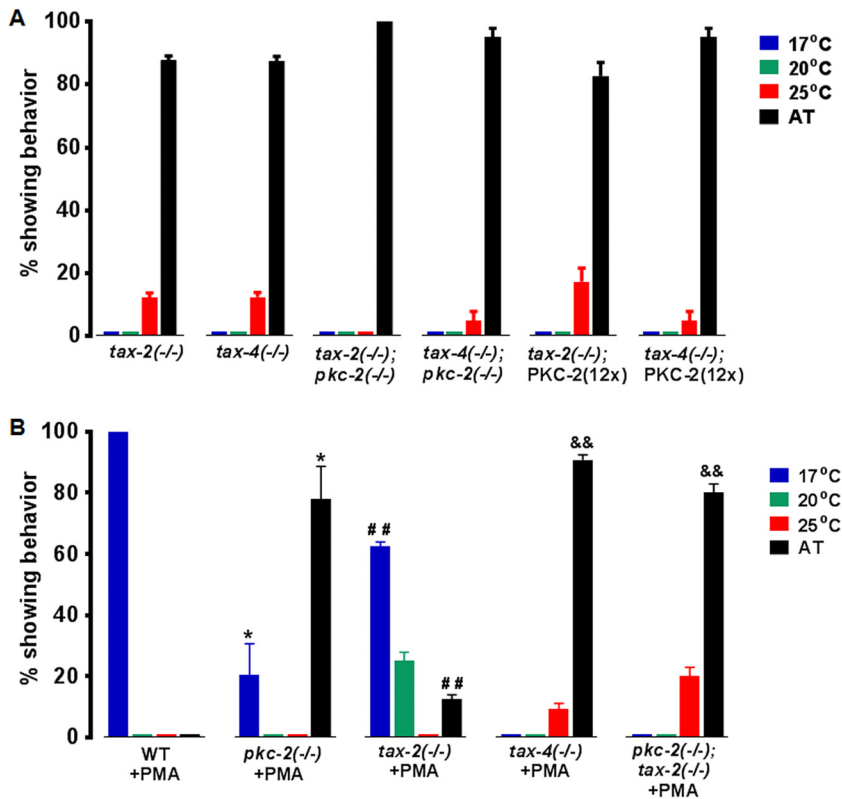 A
100
80
60
40
20
0
% showing behavior
17°C
20°C
25°C
AT
tax-2(-/-)
tax-4(-/-)
tax-2(-/-);
pkc-2(-/-)
tax-4(-/-);
pkc-2(-/-)
tax-2(-/-);
PKC-2(12x)
tax-4(-/-);
PKC-2(12x)
B
100
80
60
40
20
0
% showing behavior
*
*
# #
# #
&&
&&
17°C
20°C
25°C
AT
WT
+PMA
pkc-2(-/-)
+PMA
tax-2(-/-)
+PMA
tax-4(-/-)
+PMA
pkc-2(-/-);
tax-2(-/-)
+PMA